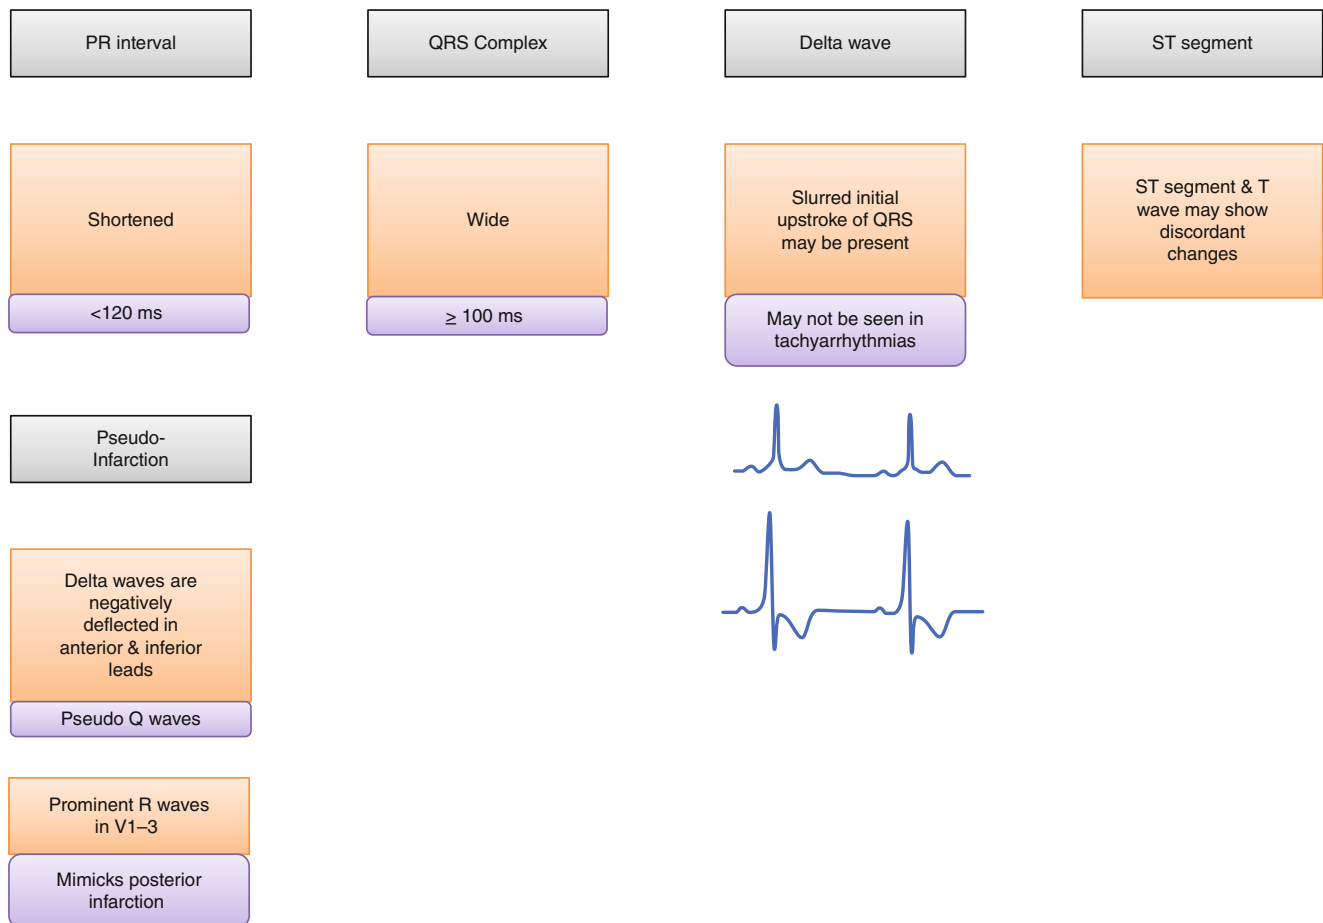 PR interval
QRS Complex
Delta wave
ST segment
Shortened
<120 ms
Wide
≥ 100 ms
Slurred initial
upstroke of QRS
may be present
May not be seen in
tachyarrhythmias
ST segment & T
wave may show
discordant
changes
Pseudo-
Infarction
Delta waves are
negatively
deflected in
anterior & inferior
leads
Pseudo Q waves
Prominent R waves
in V1–3
Mimicks posterior
infarction